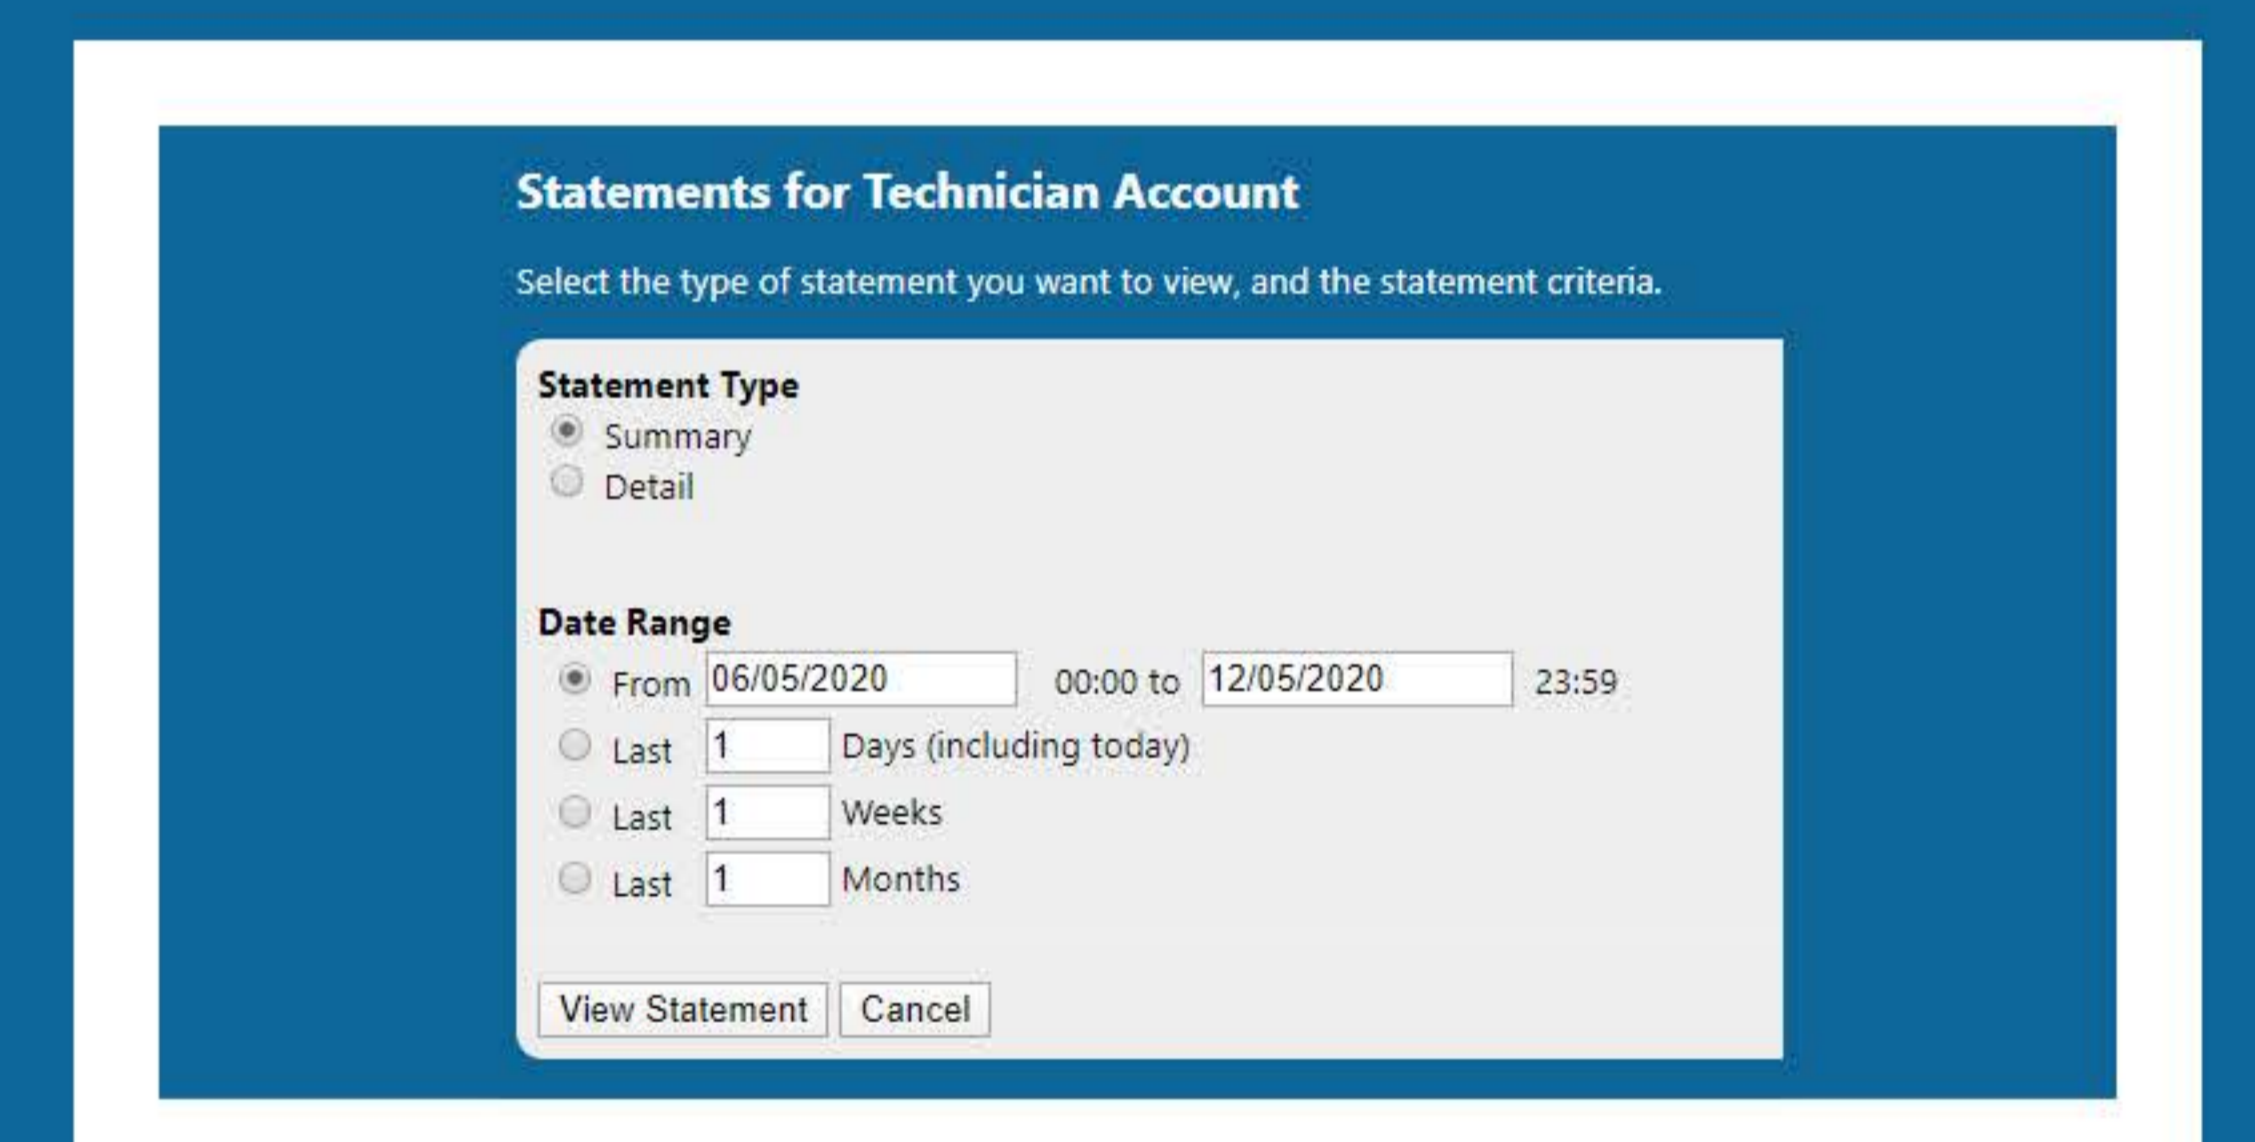 Statements for Technician Account
Select the type of statement you want to view, and the statement criteria.
Statement Type
Summary
Detail
Date Range
From 06/05/2020 00:00 to 12/05/2020 23:59
Last 1 Days (including today)
Last 1 Weeks
Last 1 Months
View Statement Cancel